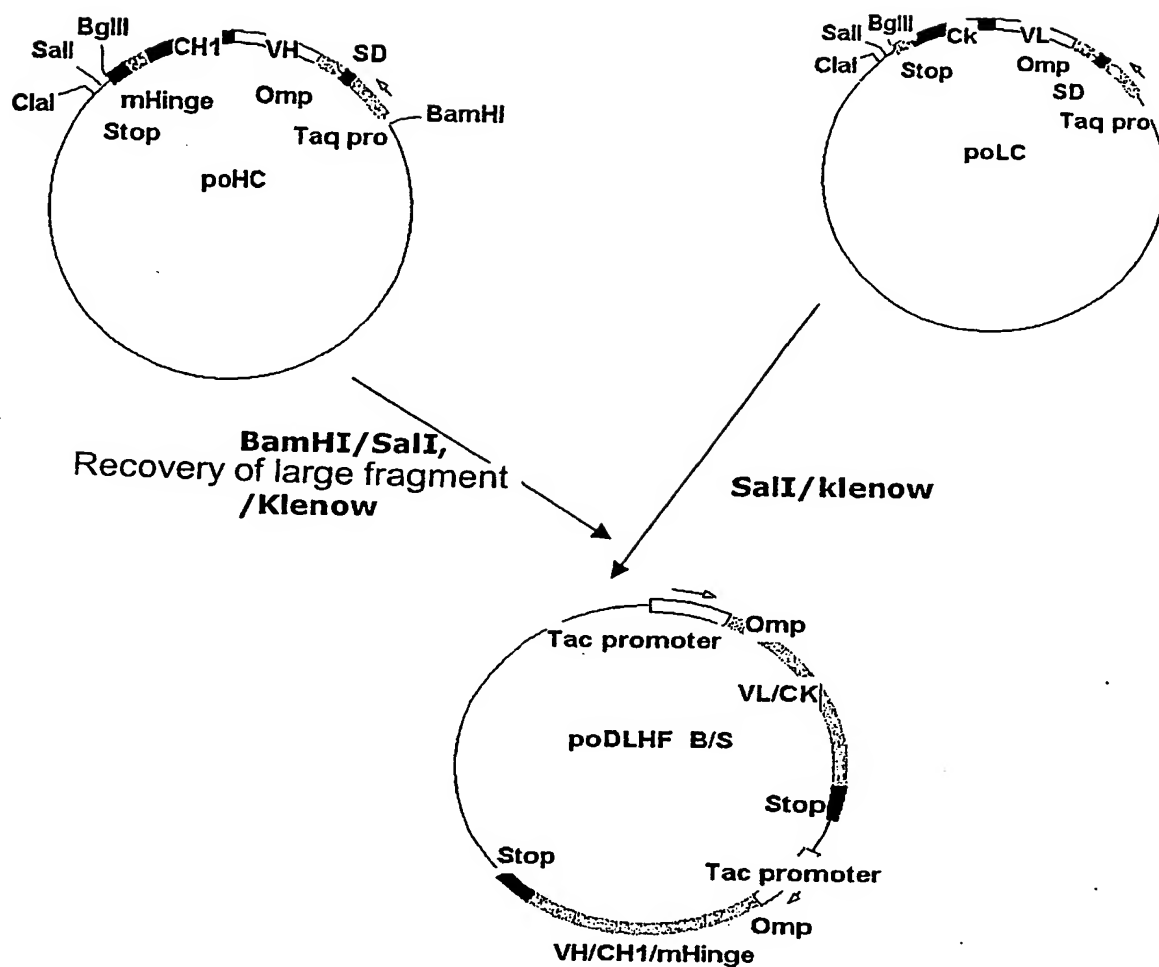 BglII
SalI
ClaI
CH1
VH
SD
mHinge
Omp
BamHI
Stop
Taq pro
poHC
BglII
SalI
ClaI
Ck
VL
Stop
Omp
SD
Taq pro
poLC
BamHI/SalI,
Recovery of large fragment
/Klenow
SalI/klenow
Tac promoter
Omp
VL/CK
poDLHF B/S
Stop
Stop
Tac promoter
Omp
VH/CH1/mHinge